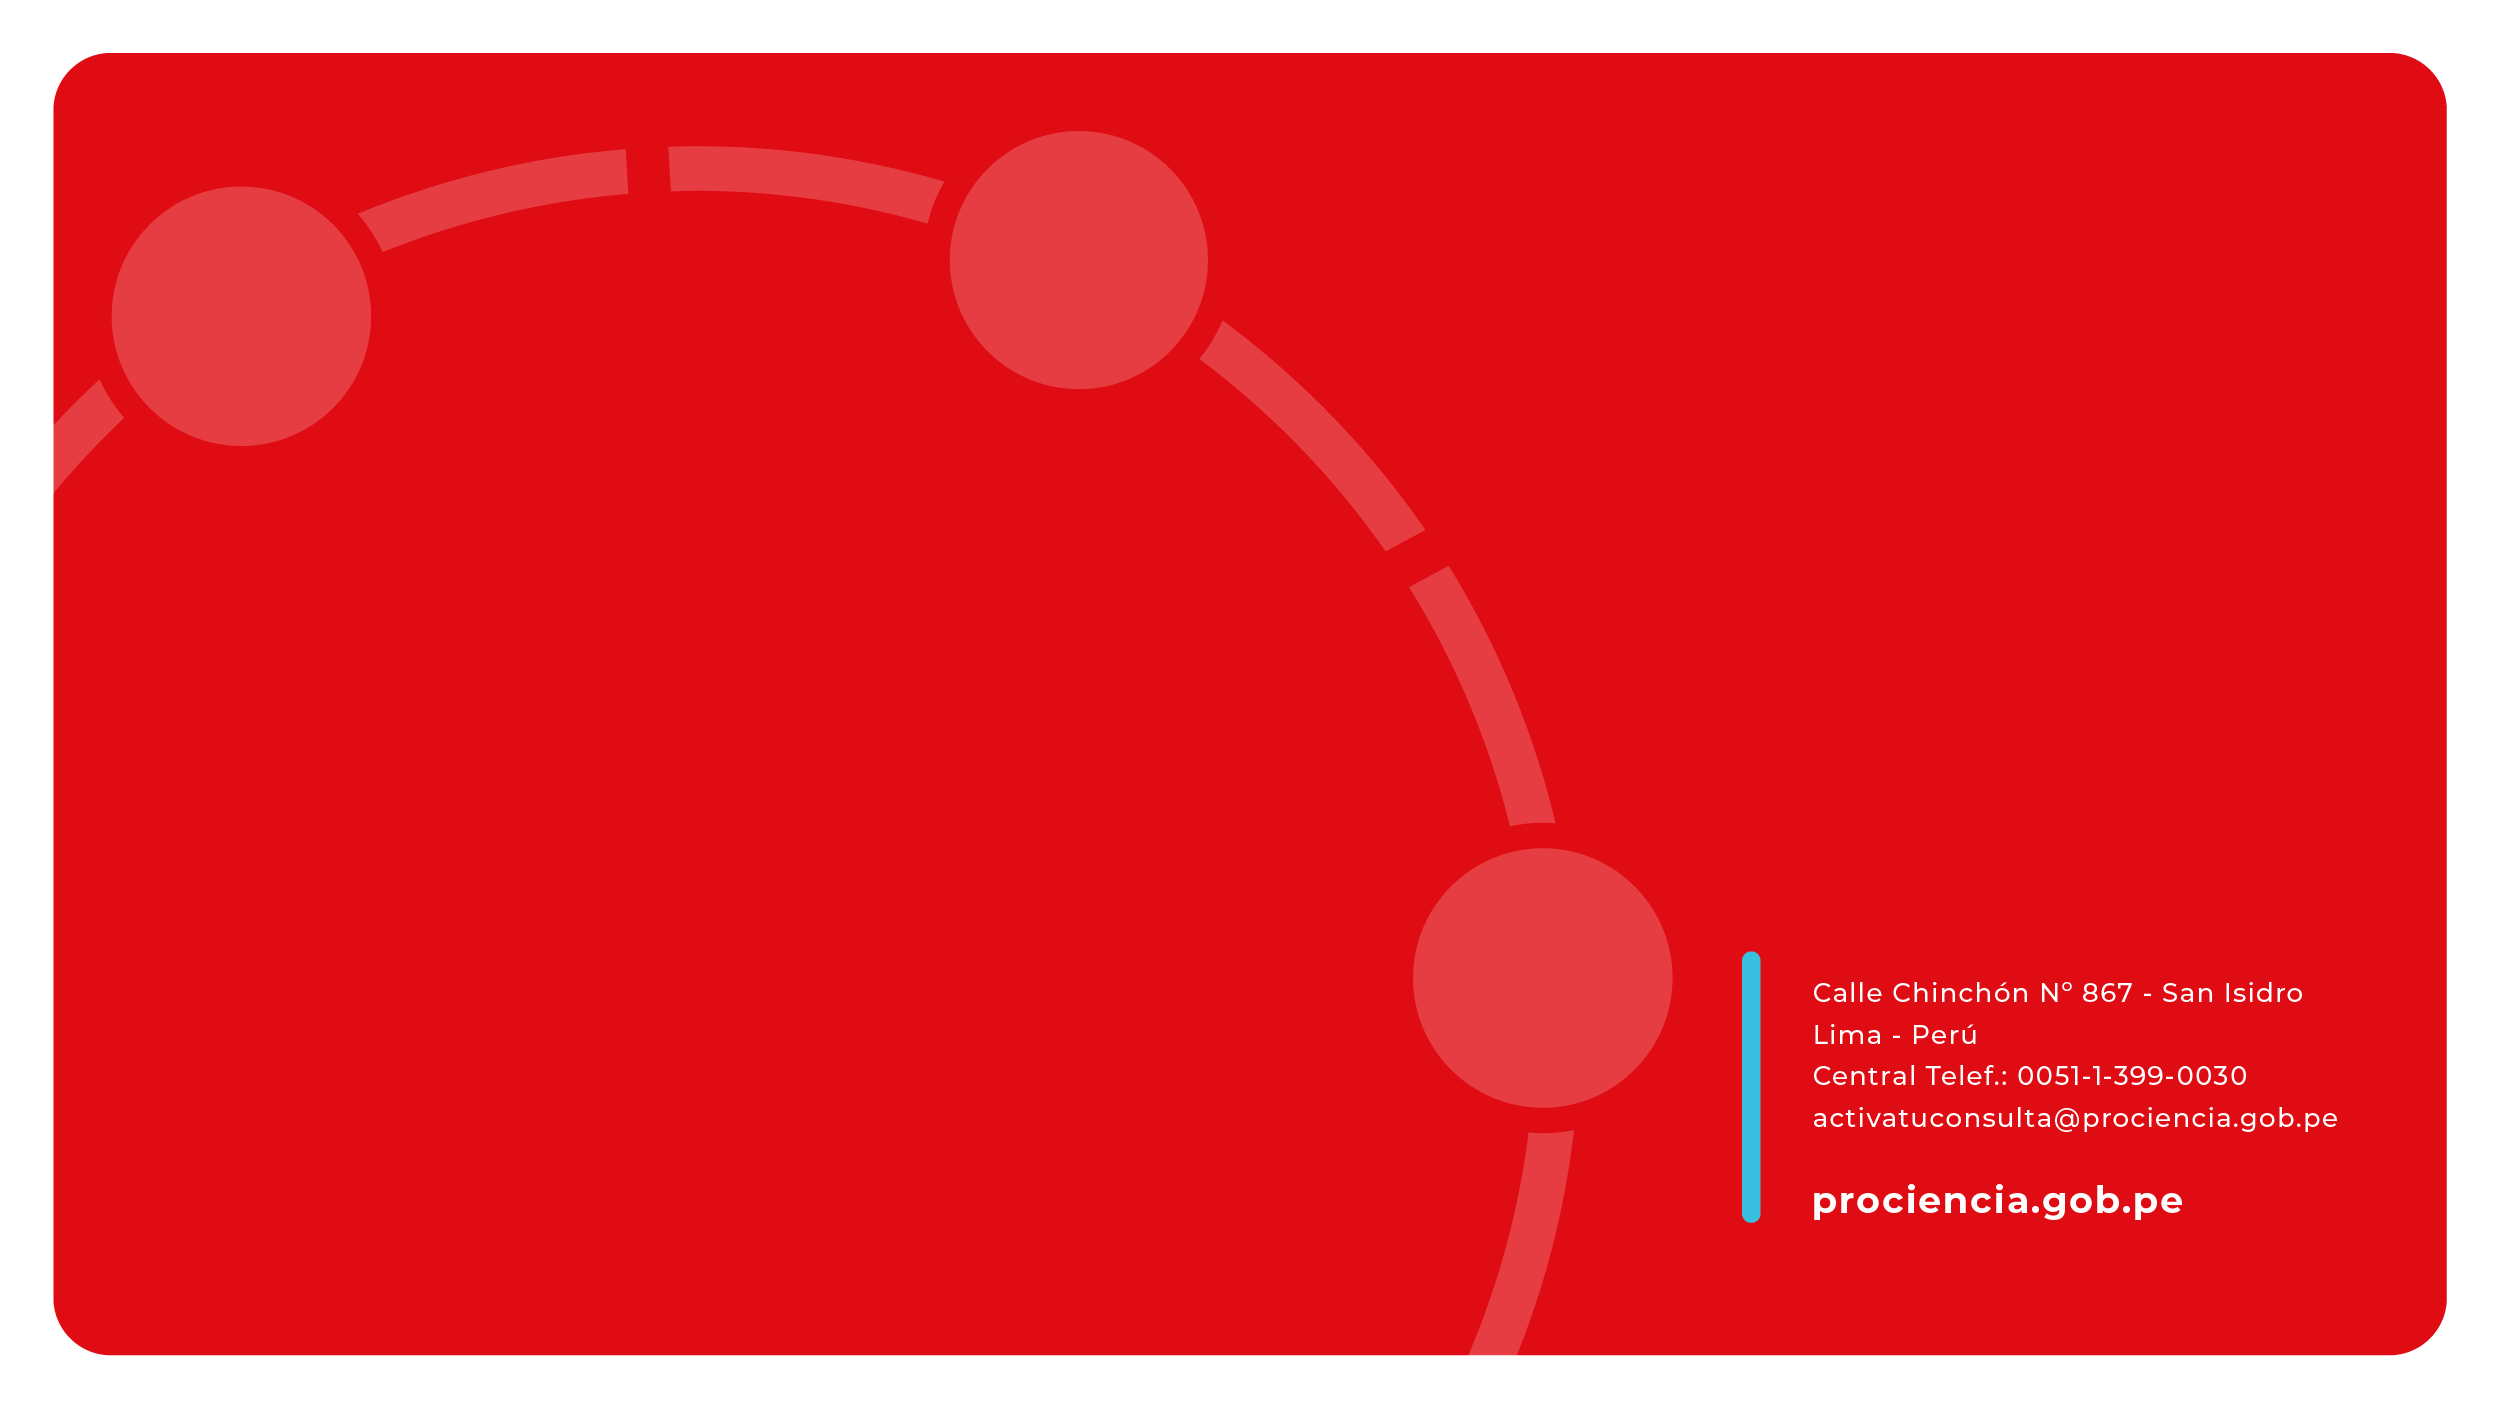 Calle Chinchón N° 867 - San Isidro
Lima - Perú
Central Telef.: 0051-1-399-0030
activatuconsulta@prociencia.gob.pe
prociencia.gob.pe